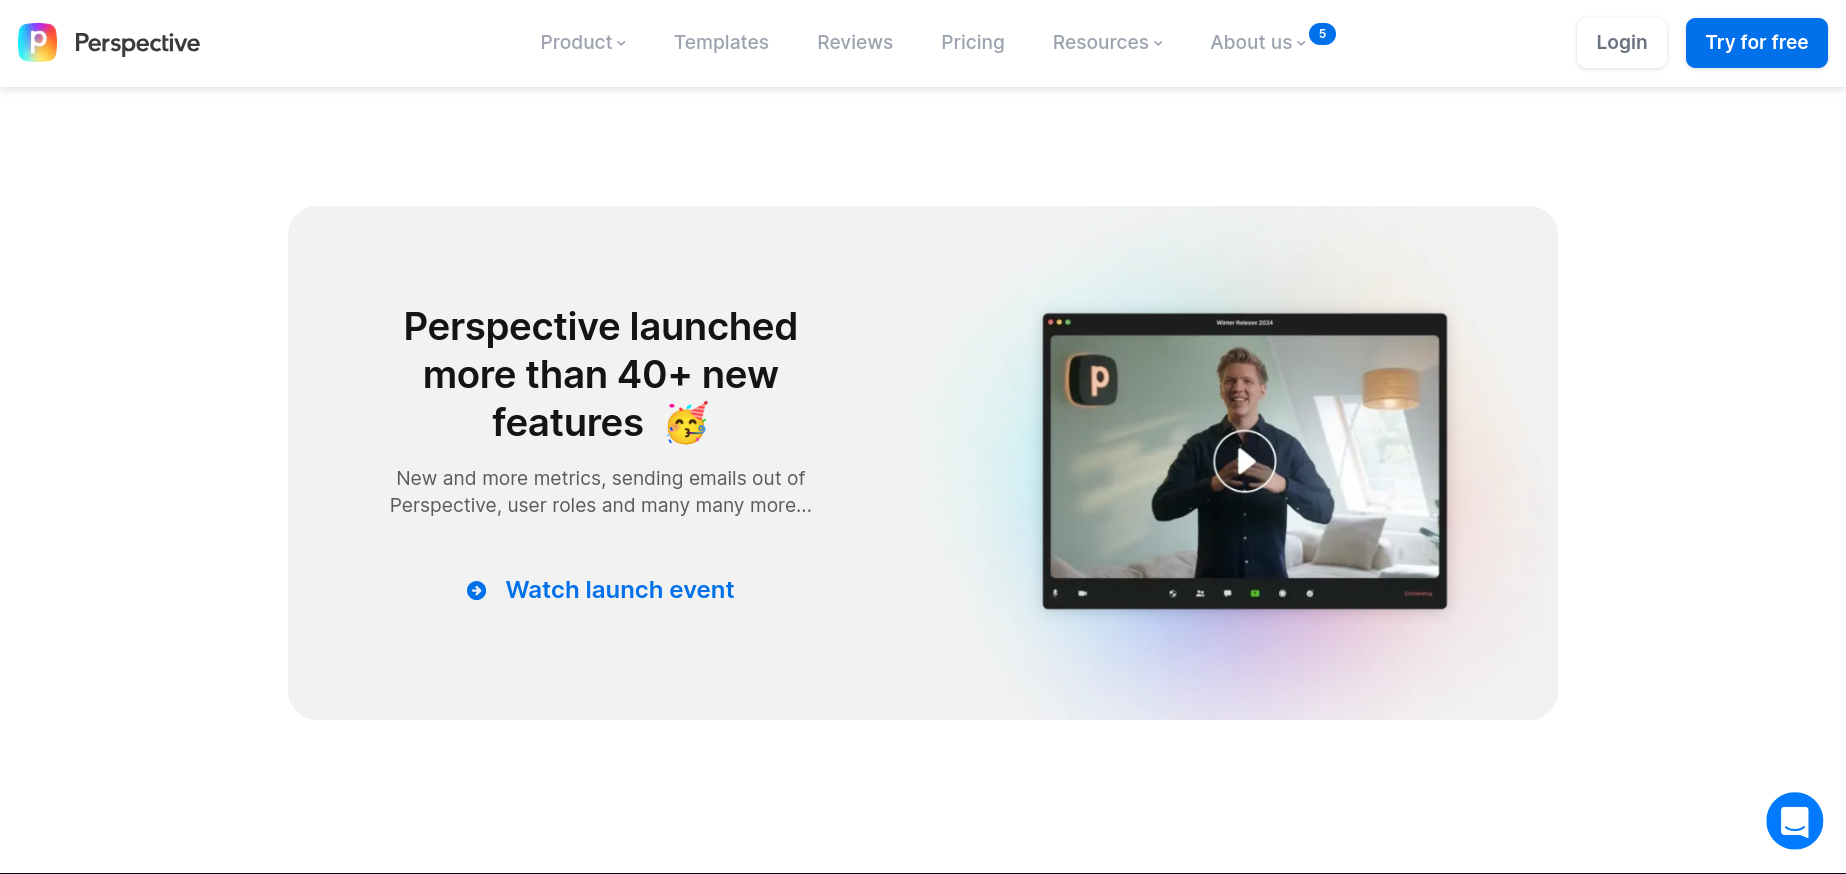 Perspective
Product
Templates
Reviews
Pricing
Resources
About us
5
Login
Try for free
Perspective launched
more than 40+ new
features 🥳
New and more metrics, sending emails out of
Perspective, user roles and many many more...
Watch launch event
Winter Release 2024
P
End Meeting